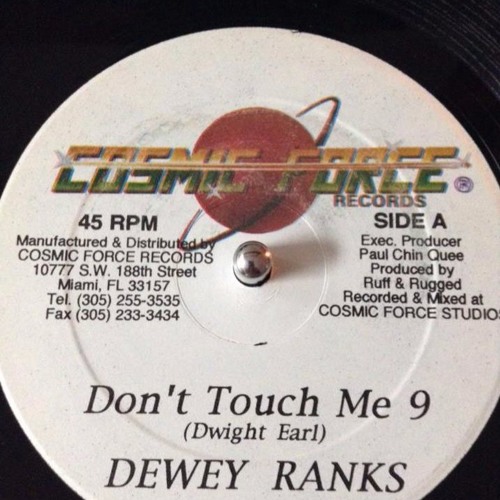 COSMIC FORCE
RECORDS ®
45 RPM
Manufactured & Distributed by
COSMIC FORCE RECORDS
10777 S.W. 188th Street
Miami, FL 33157
Tel. (305) 255-3535
Fax (305) 233-3434
SIDE A
Exec. Producer
Paul Chin Quee
Produced by
Ruff & Rugged
Recorded & Mixed at
COSMIC FORCE STUDIOS
Don't Touch Me 9
(Dwight Earl)
DEWEY RANKS